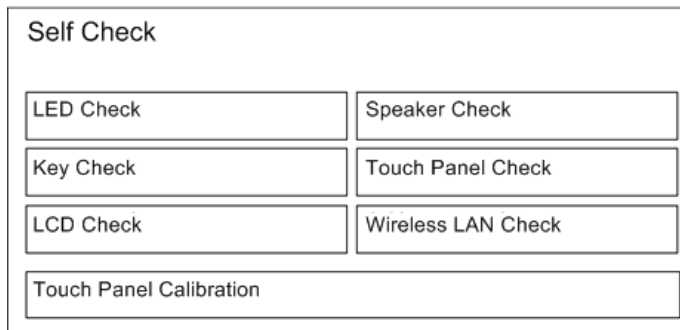 Self Check
LED Check
Speaker Check
Key Check
Touch Panel Check
LCD Check
Wireless LAN Check
Touch Panel Calibration